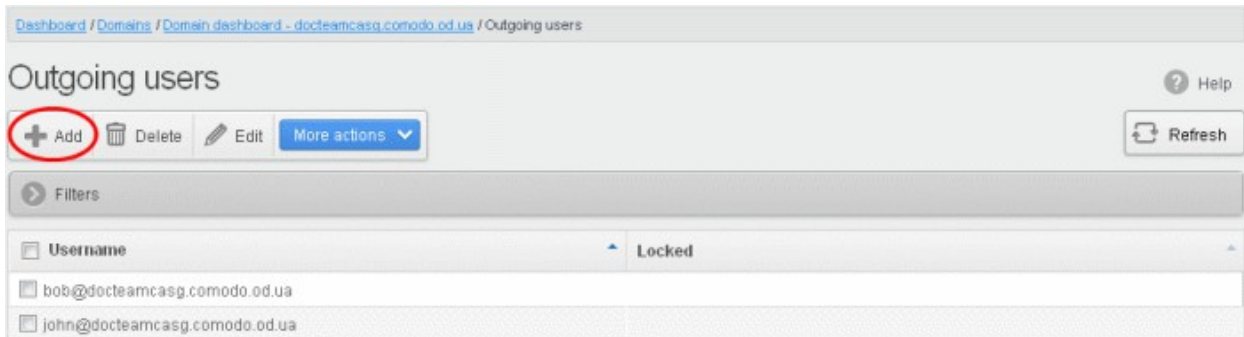 Dashboard / Domains / Domain dashboard - docteamcasg.comodo.od.ua / Outgoing users
Outgoing users
Help
Add Delete Edit More actions
Refresh
Filters
Username Locked
bob@docteamcasg.comodo.od.ua
john@docteamcasg.comodo.od.ua